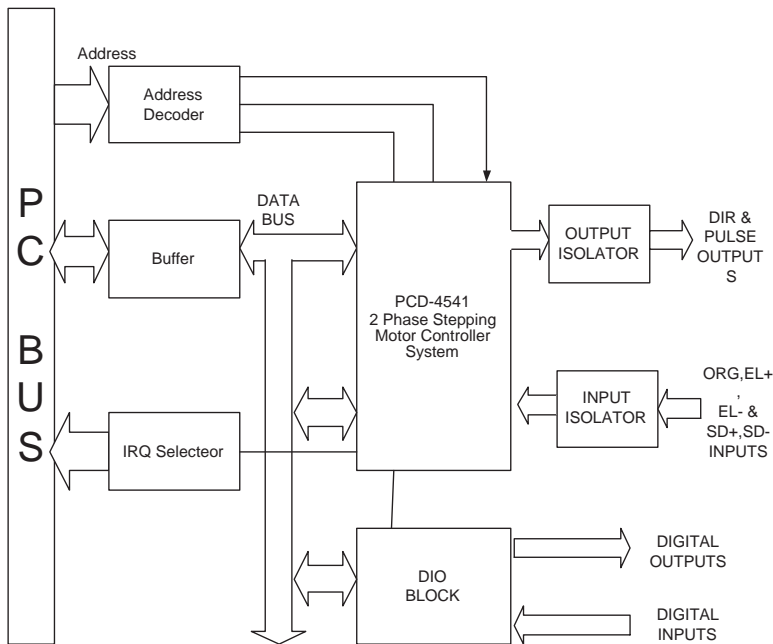 Address
Address
Decoder
P
C
B
U
S
DATA
BUS
Buffer
IRQ Selecteor
PCD-4541
2 Phase Stepping
Motor Controller
System
OUTPUT
ISOLATOR
DIR &
PULSE
OUTPUT
S
INPUT
ISOLATOR
ORG,EL+
,
EL- &
SD+,SD-
INPUTS
DIO
BLOCK
DIGITAL
OUTPUTS
DIGITAL
INPUTS